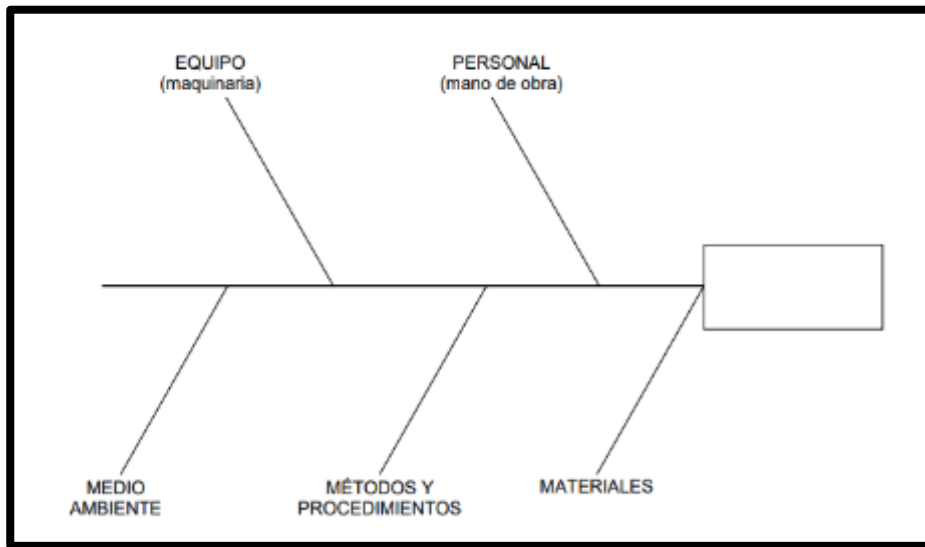 EQUIPO
(maquinaria)
PERSONAL
(mano de obra)
MEDIO
AMBIENTE
MÉTODOS Y
PROCEDIMIENTOS
MATERIALES